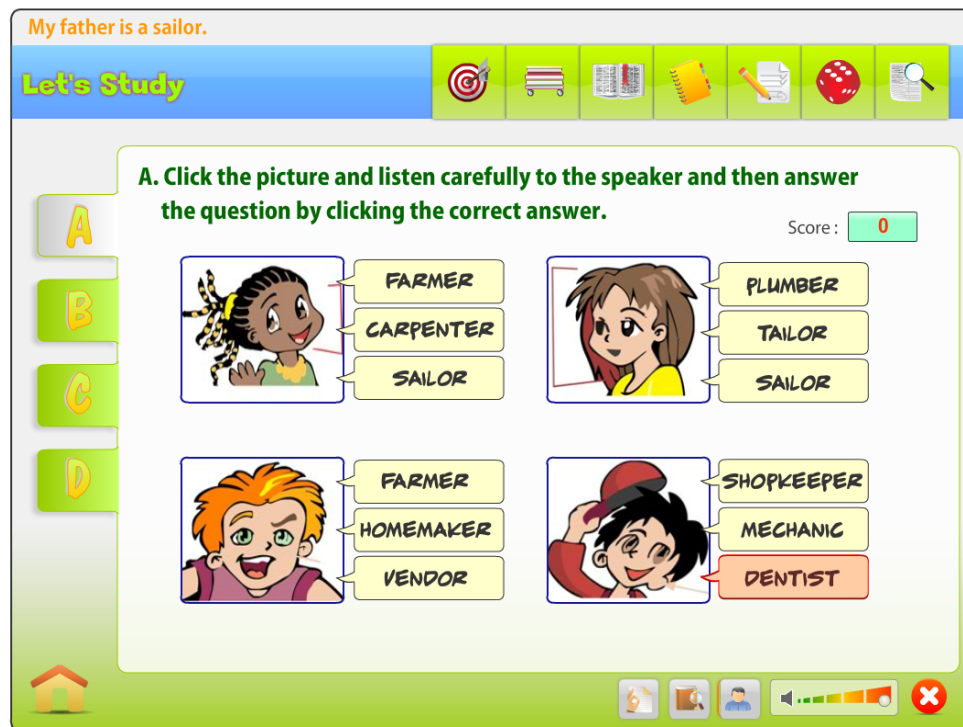 My father is a sailor.
Let's Study
A. Click the picture and listen carefully to the speaker and then answer
the question by clicking the correct answer.
Score : 0
A
B
C
D
FARMER
CARPENTER
SAILOR
PLUMBER
TAILOR
SAILOR
FARMER
HOMEMAKER
VENDOR
SHOPKEEPER
MECHANIC
DENTIST